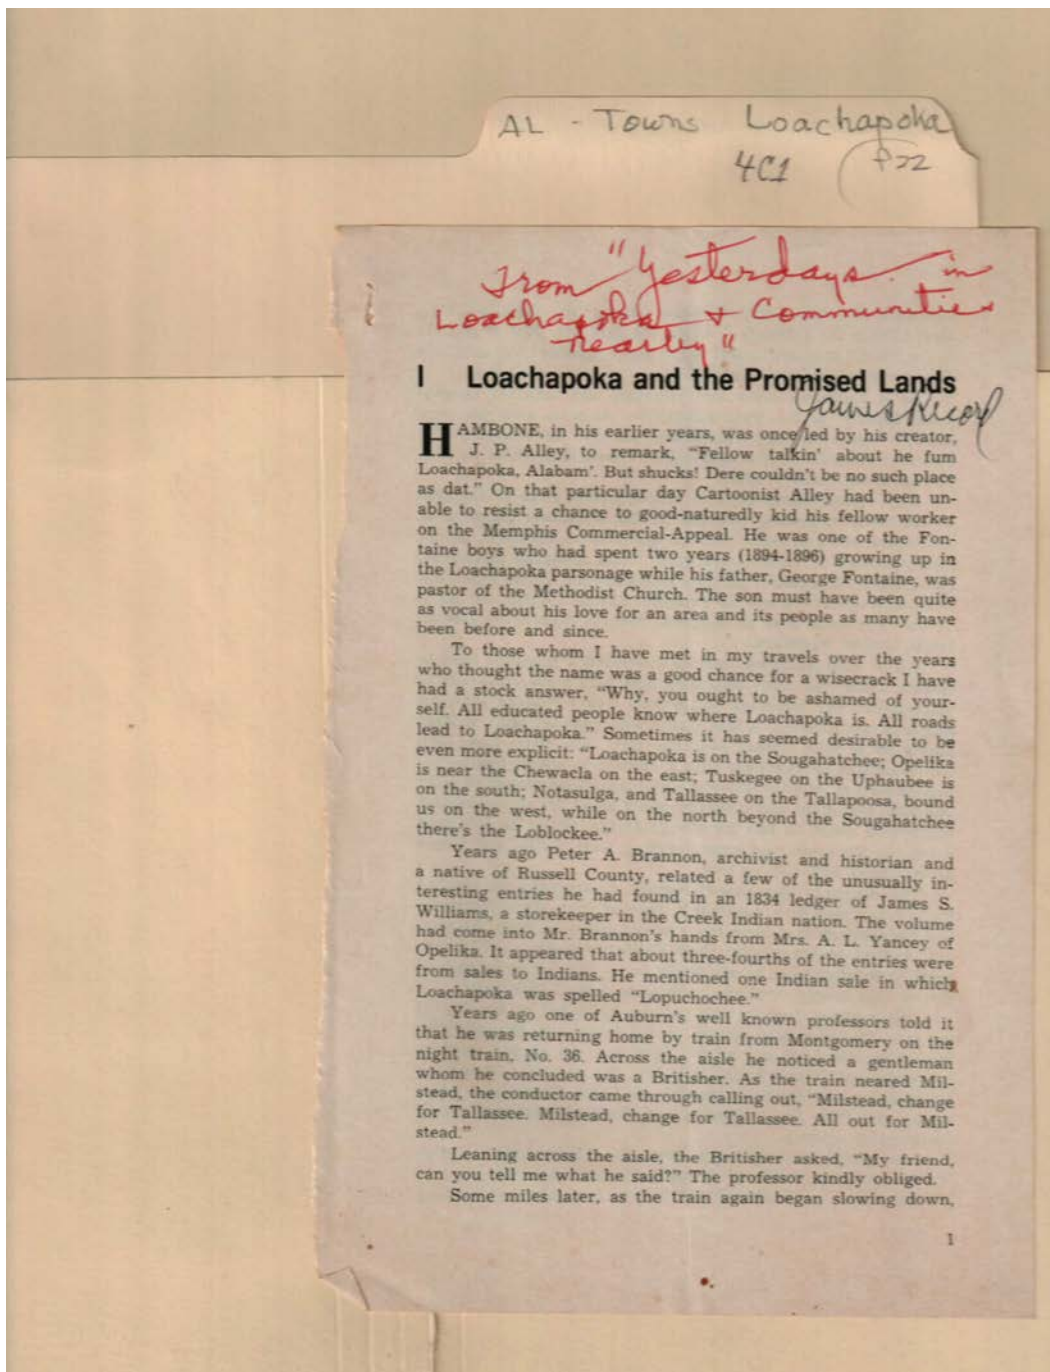 AL - Towns Loachapoka
4C1 P22
From "Yesterdays in
Loachapoka & Communities
nearby"
I Loachapoka and the Promised Lands
James Record
HAMBONE, in his earlier years, was once led by his creator,
J. P. Alley, to remark, "Fellow talkin' about he fum
Loachapoka, Alabam'. But shucks! Dere couldn't be no such place
as dat." On that particular day Cartoonist Alley had been un-
able to resist a chance to good-naturedly kid his fellow worker
on the Memphis Commercial-Appeal. He was one of the Fon-
taine boys who had spent two years (1894-1896) growing up in
the Loachapoka parsonage while his father, George Fontaine, was
pastor of the Methodist Church. The son must have been quite
as vocal about his love for an area and its people as many have
been before and since.
To those whom I have met in my travels over the years
who thought the name was a good chance for a wisecrack I have
had a stock answer, "Why, you ought to be ashamed of your-
self. All educated people know where Loachapoka is. All roads
lead to Loachapoka." Sometimes it has seemed desirable to be
even more explicit: "Loachapoka is on the Sougahatchee; Opelika
is near the Chewacla on the east; Tuskegee on the Uphaubee is
on the south; Notasulga, and Tallassee on the Tallapoosa, bound
us on the west, while on the north beyond the Sougahatchee
there's the Loblockee."
Years ago Peter A. Brannon, archivist and historian and
a native of Russell County, related a few of the unusually in-
teresting entries he had found in an 1834 ledger of James S.
Williams, a storekeeper in the Creek Indian nation. The volume
had come into Mr. Brannon's hands from Mrs. A. L. Yancey of
Opelika. It appeared that about three-fourths of the entries were
from sales to Indians. He mentioned one Indian sale in which
Loachapoka was spelled "Lopuchochee."
Years ago one of Auburn's well known professors told it
that he was returning home by train from Montgomery on the
night train, No. 36. Across the aisle he noticed a gentleman
whom he concluded was a Britisher. As the train neared Mil-
stead, the conductor came through calling out, "Milstead, change
for Tallassee. Milstead, change for Tallassee. All out for Mil-
stead."
Leaning across the aisle, the Britisher asked, "My friend,
can you tell me what he said?" The professor kindly obliged.
Some miles later, as the train again began slowing down,
1